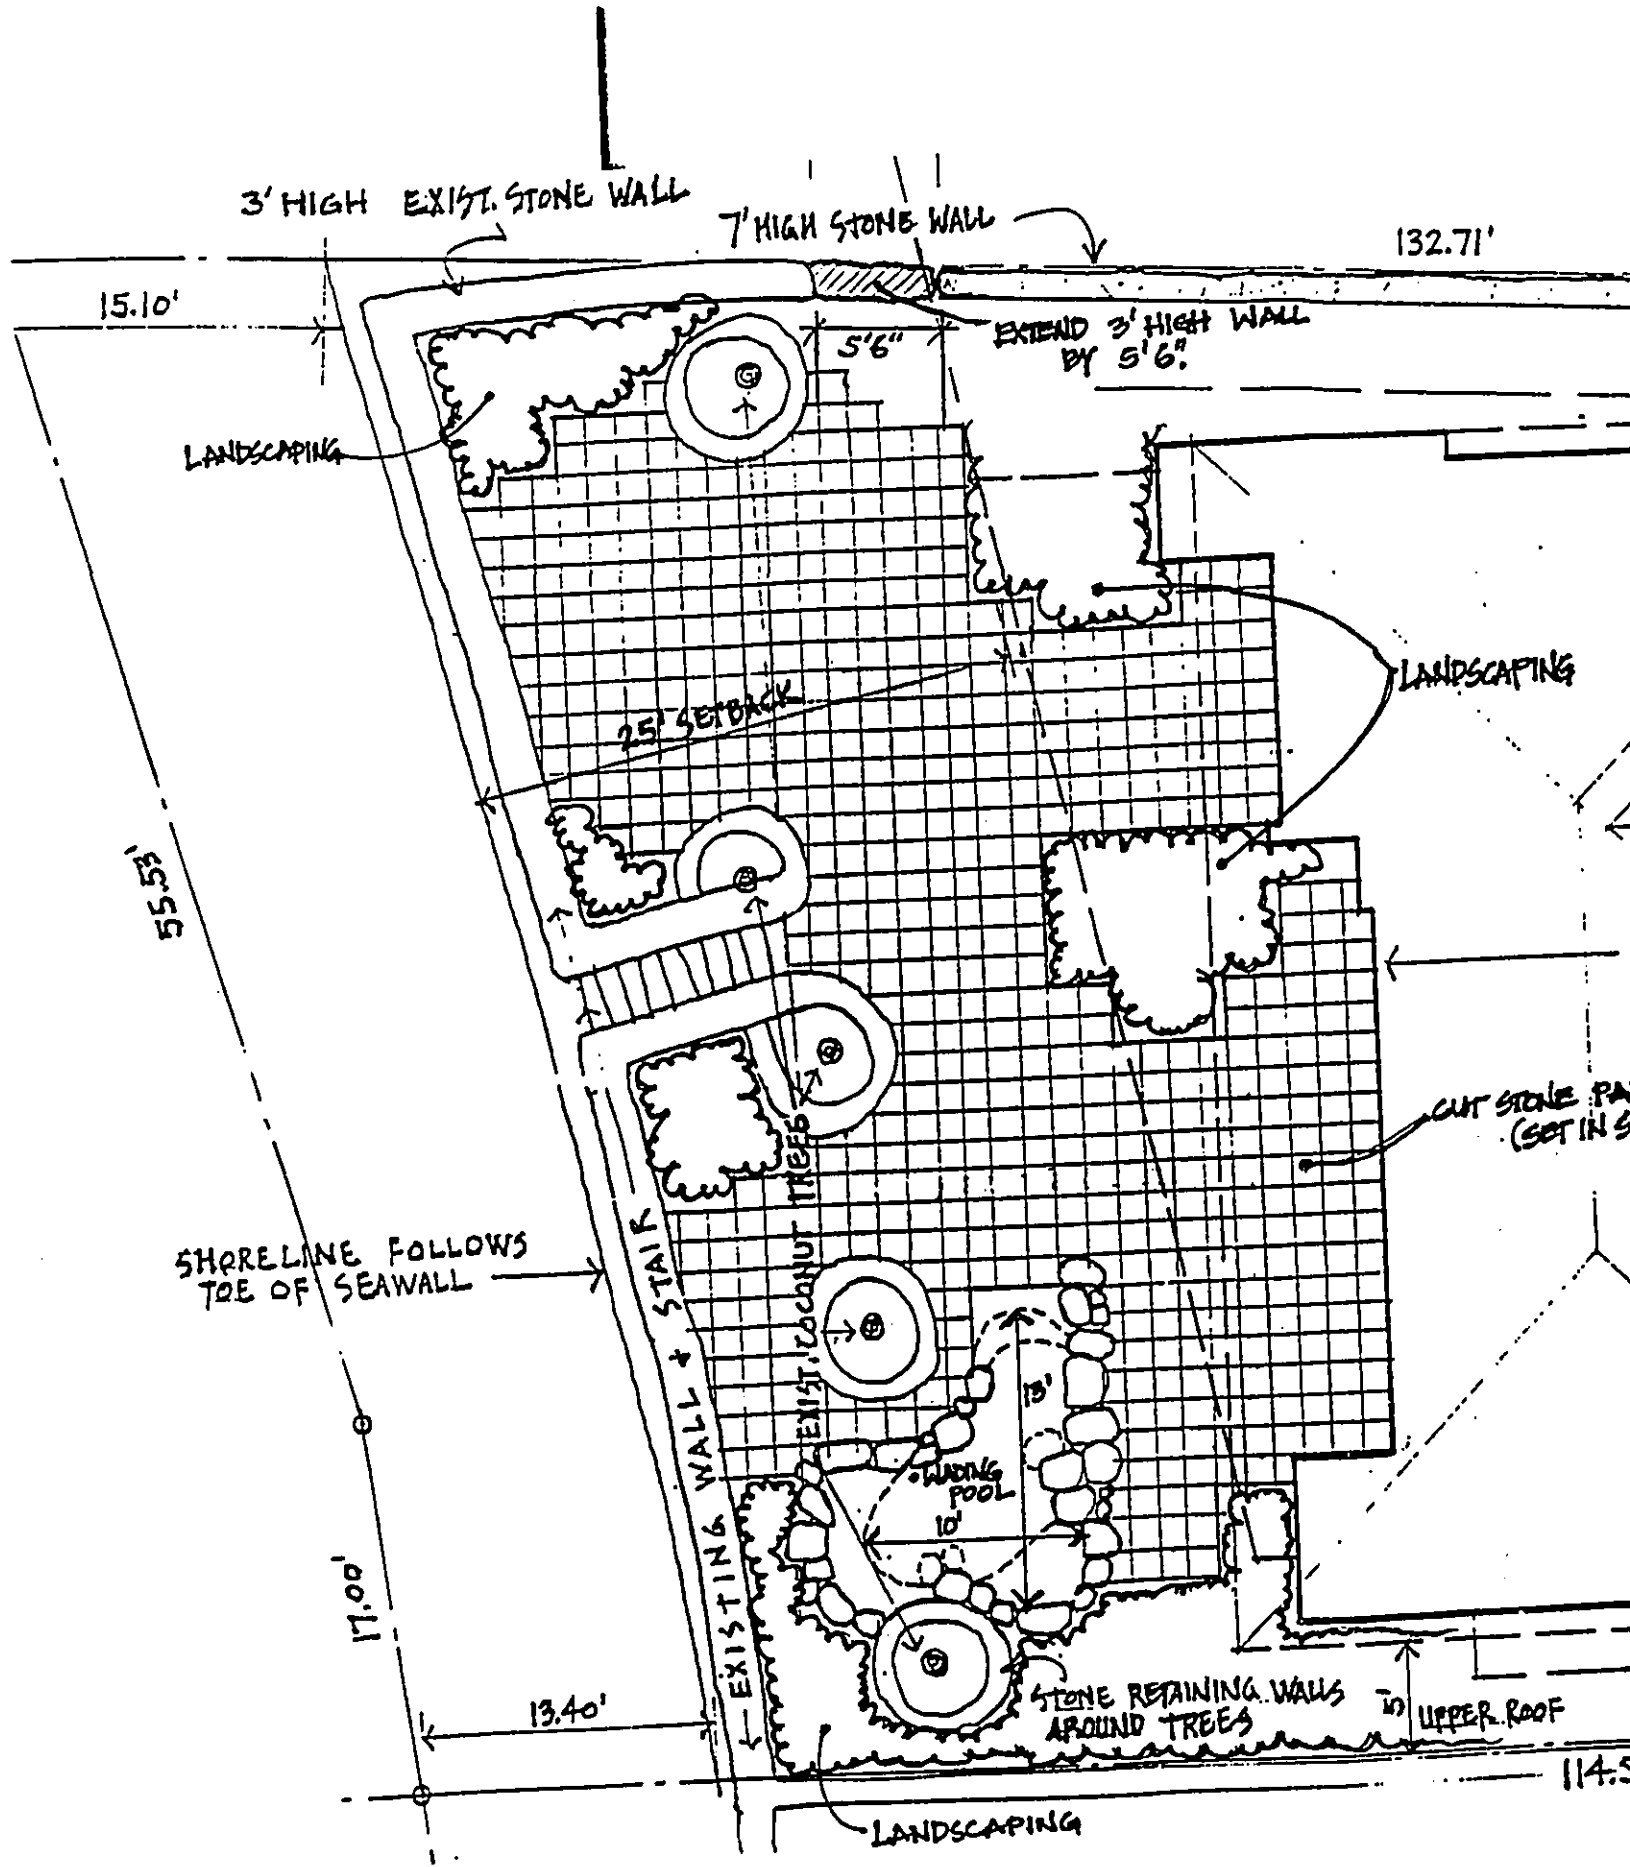 3' HIGH EXIST. STONE WALL
7' HIGH STONE WALL
132.71'
15.10'
5'6"
EXTEND 3' HIGH WALL
BY 5'6".
LANDSCAPING
LANDSCAPING
25' SETBACK
55.53'
CUT STONE PA
(SET IN S
SHORELINE FOLLOWS
TOE OF SEAWALL
EXISTING WALL + STAIR
EXIST. COCONUT TREES
13'
WADING
POOL
10'
17.00'
13.40'
STONE RETAINING WALLS
AROUND TREES
5'
UPPER ROOF
114.5
LANDSCAPING